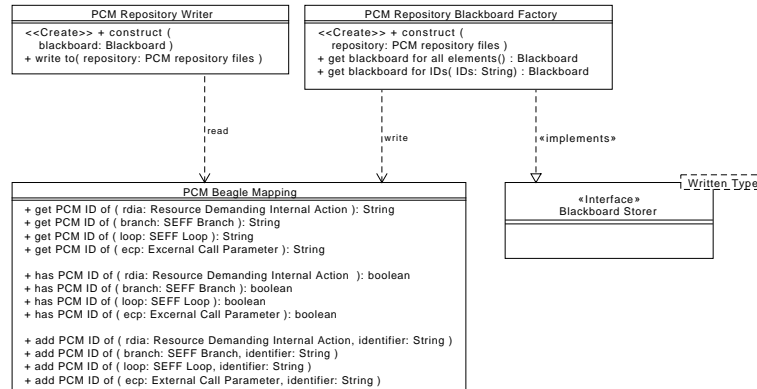 PCM Repository Writer
<<Create>> + construct (
blackboard: Blackboard )
+ write to( repository: PCM repository files )
PCM Repository Blackboard Factory
<<Create>> + construct (
repository: PCM repository files )
+ get blackboard for all elements() : Blackboard
+ get blackboard for IDs( IDs: String) : Blackboard
read
write
«implements»
PCM Beagle Mapping
+ get PCM ID of ( rdia: Resource Demanding Internal Action ): String
+ get PCM ID of ( branch: SEFF Branch ): String
+ get PCM ID of ( loop: SEFF Loop ): String
+ get PCM ID of ( ecp: Excernal Call Parameter ): String
+ has PCM ID of ( rdia: Resource Demanding Internal Action  ): boolean
+ has PCM ID of ( branch: SEFF Branch ): boolean
+ has PCM ID of ( loop: SEFF Loop ): boolean
+ has PCM ID of ( ecp: Excernal Call Parameter ): boolean
+ add PCM ID of ( rdia: Resource Demanding Internal Action, identifier: String )
+ add PCM ID of ( branch: SEFF Branch, identifier: String )
+ add PCM ID of ( loop: SEFF Loop, identifier: String )
+ add PCM ID of ( ecp: External Call Parameter, identifier: String )
Written Type
«Interface»
Blackboard Storer